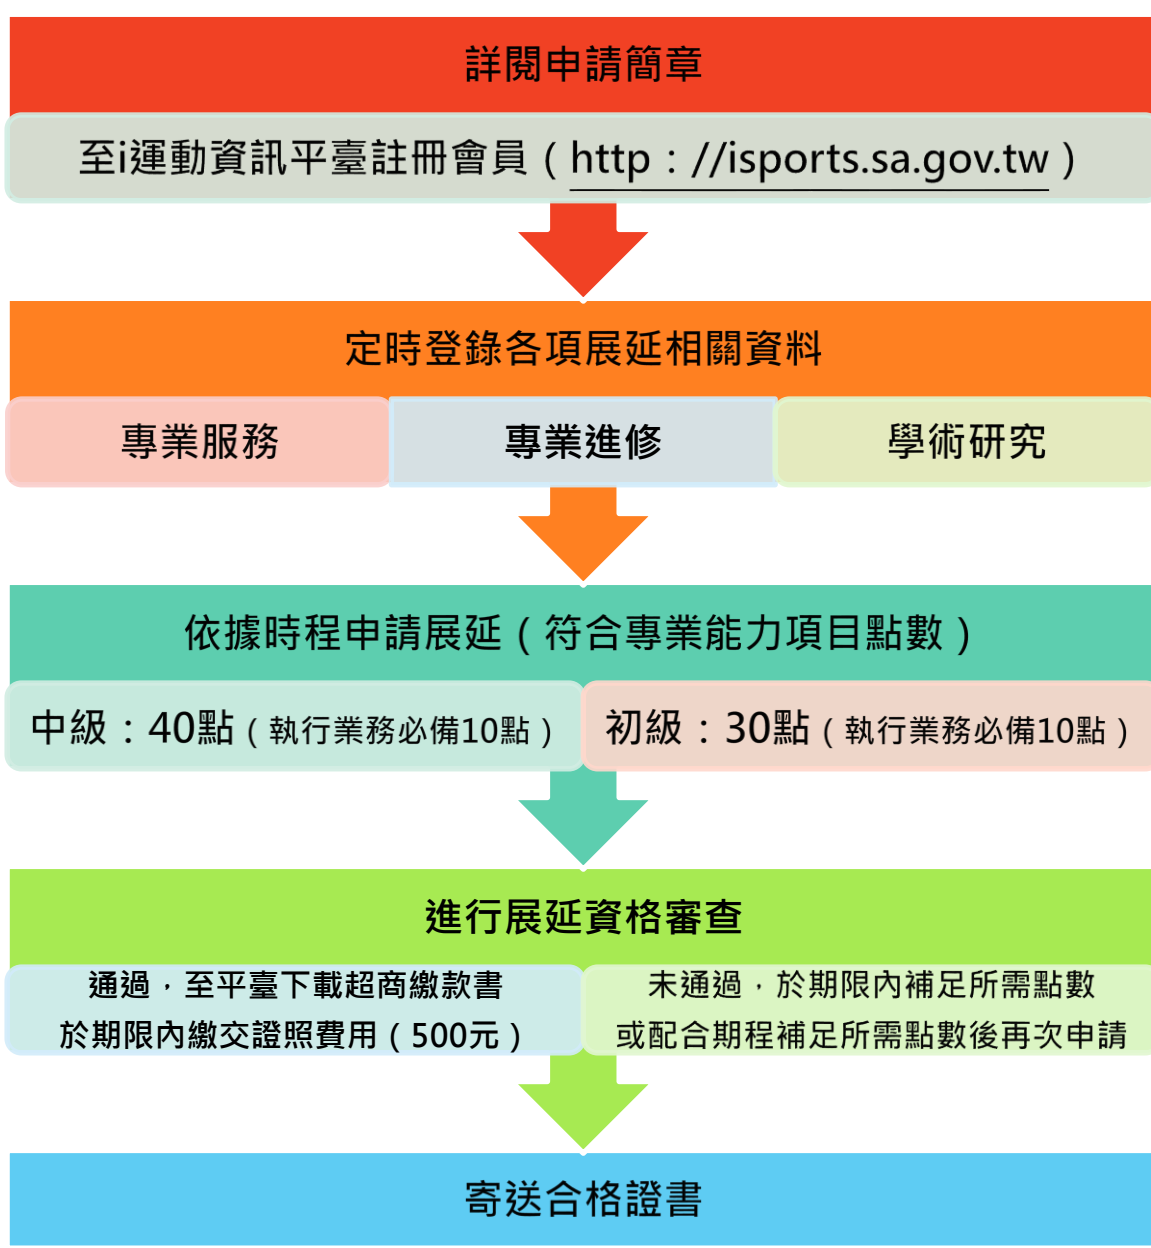 詳閱申請簡章
至i運動資訊平臺註冊會員（http：//isports.sa.gov.tw）
定時登錄各項展延相關資料
專業服務
專業進修
學術研究
依據時程申請展延（符合專業能力項目點數）
中級：40點（執行業務必備10點）
初級：30點（執行業務必備10點）
進行展延資格審查
通過，至平臺下載超商繳款書
於期限內繳交證照費用（500元）
未通過，於期限內補足所需點數
或配合期程補足所需點數後再次申請
寄送合格證書